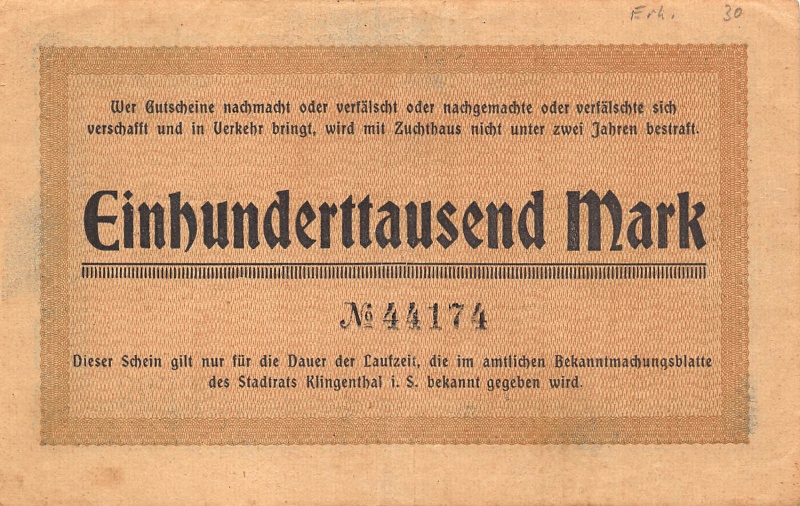 Erh. 30
Wer Gutscheine nachmacht oder verfälscht oder nachgemachte oder verfälschte sich
verschafft und in Verkehr bringt, wird mit Zuchthaus nicht unter zwei Jahren bestraft.
Einhunderttausend Mark
№ 44174
Dieser Schein gilt nur für die Dauer der Laufzeit, die im amtlichen Bekanntmachungsblatte
des Stadtrats Klingenthal i. S. bekannt gegeben wird.